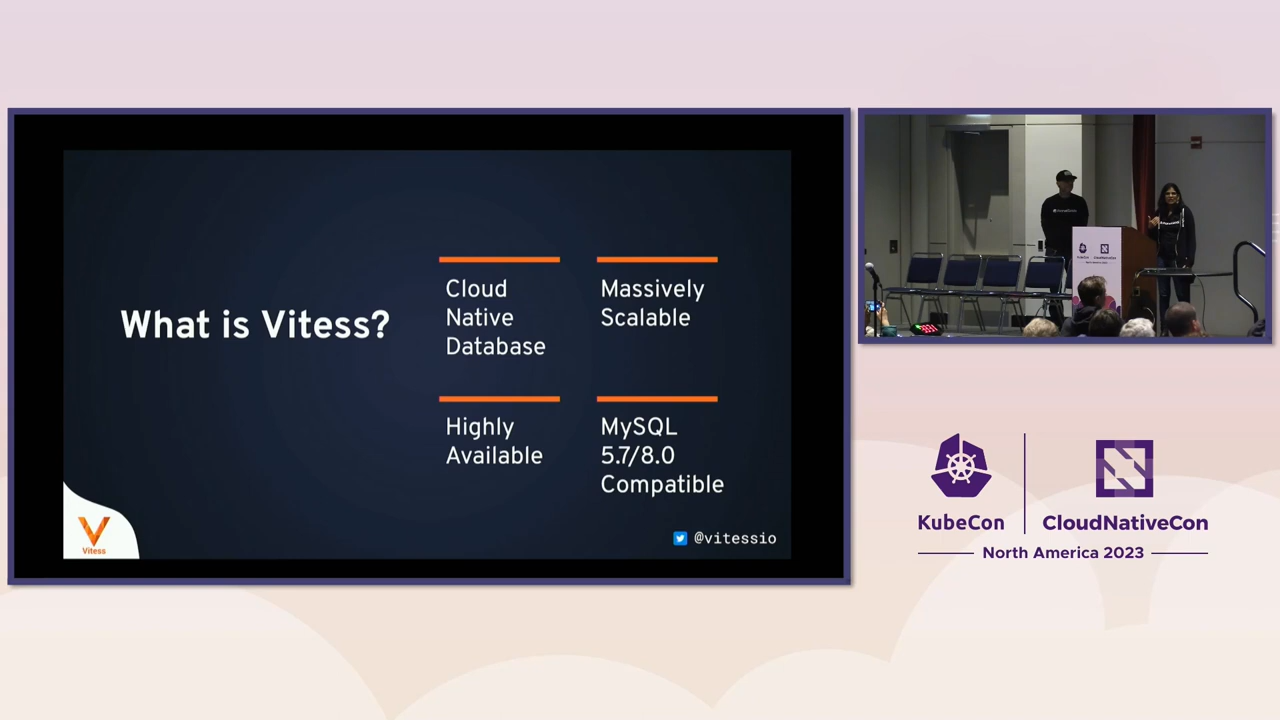 What is Vitess?
Cloud
Native
Database
Massively
Scalable
Highly
Available
MySQL
5.7/8.0
Compatible
Vitess
@vitessio
KubeCon
CloudNativeCon
North America 2023